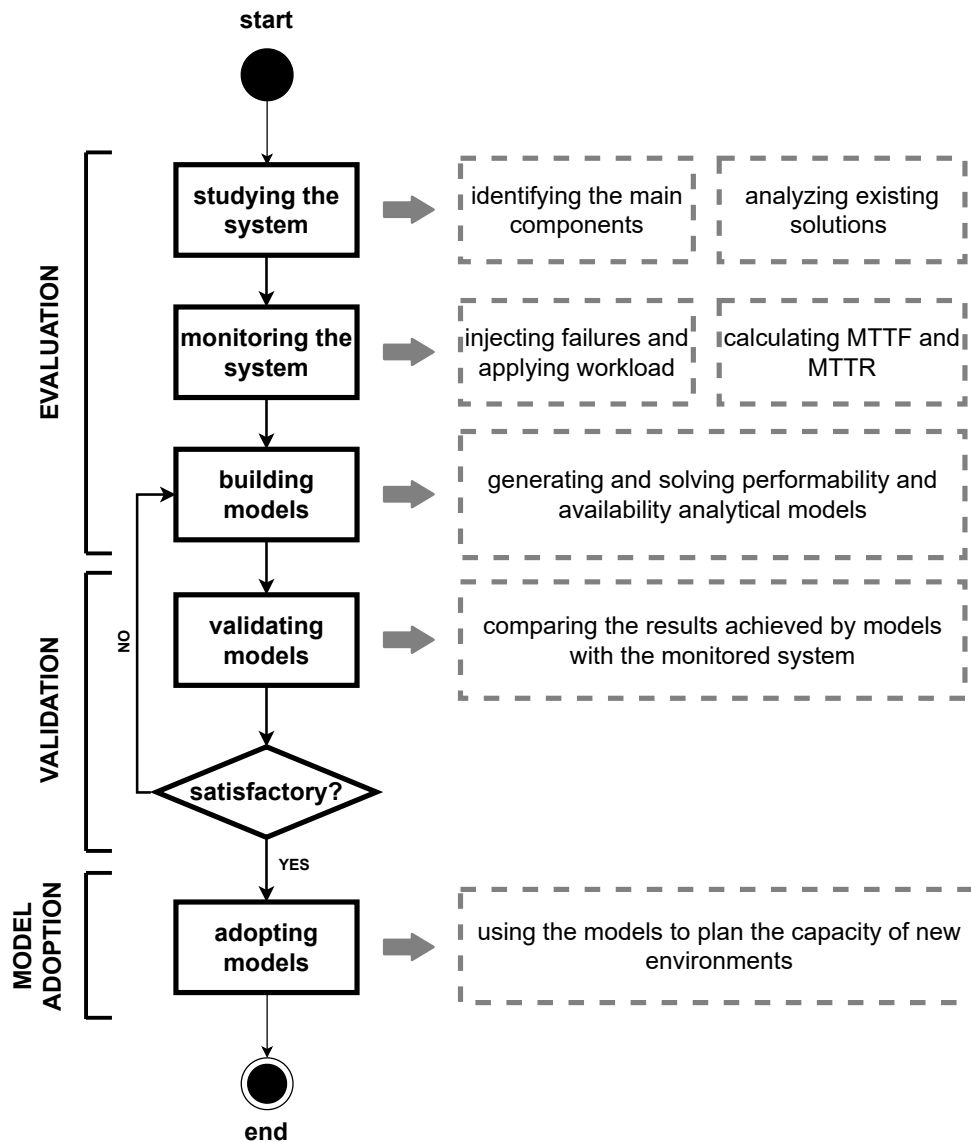 start
EVALUATION
studying the
system
identifying the main
components
analyzing existing
solutions
monitoring the
system
injecting failures and
applying workload
calculating MTTF and
MTTR
building
models
generating and solving performability and
availability analytical models
VALIDATION
NO
validating
models
comparing the results achieved by models
with the monitored system
satisfactory?
YES
MODEL
ADOPTION
adopting
models
using the models to plan the capacity of new
environments
end